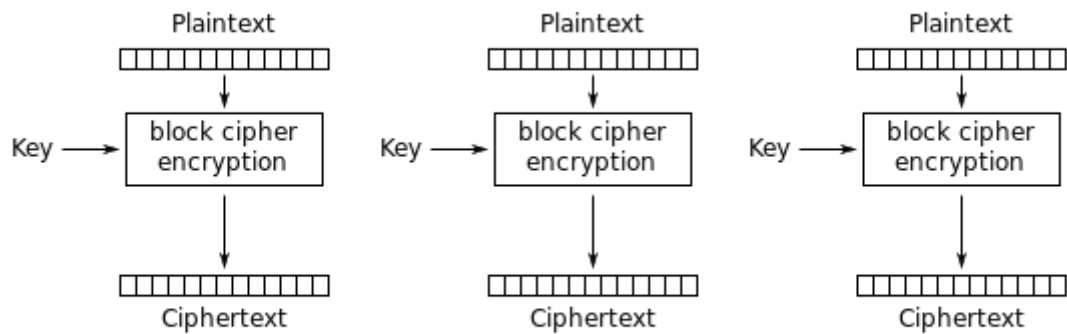 Plaintext
Plaintext
Plaintext
Key
block cipher
encryption
Key
block cipher
encryption
Key
block cipher
encryption
Ciphertext
Ciphertext
Ciphertext